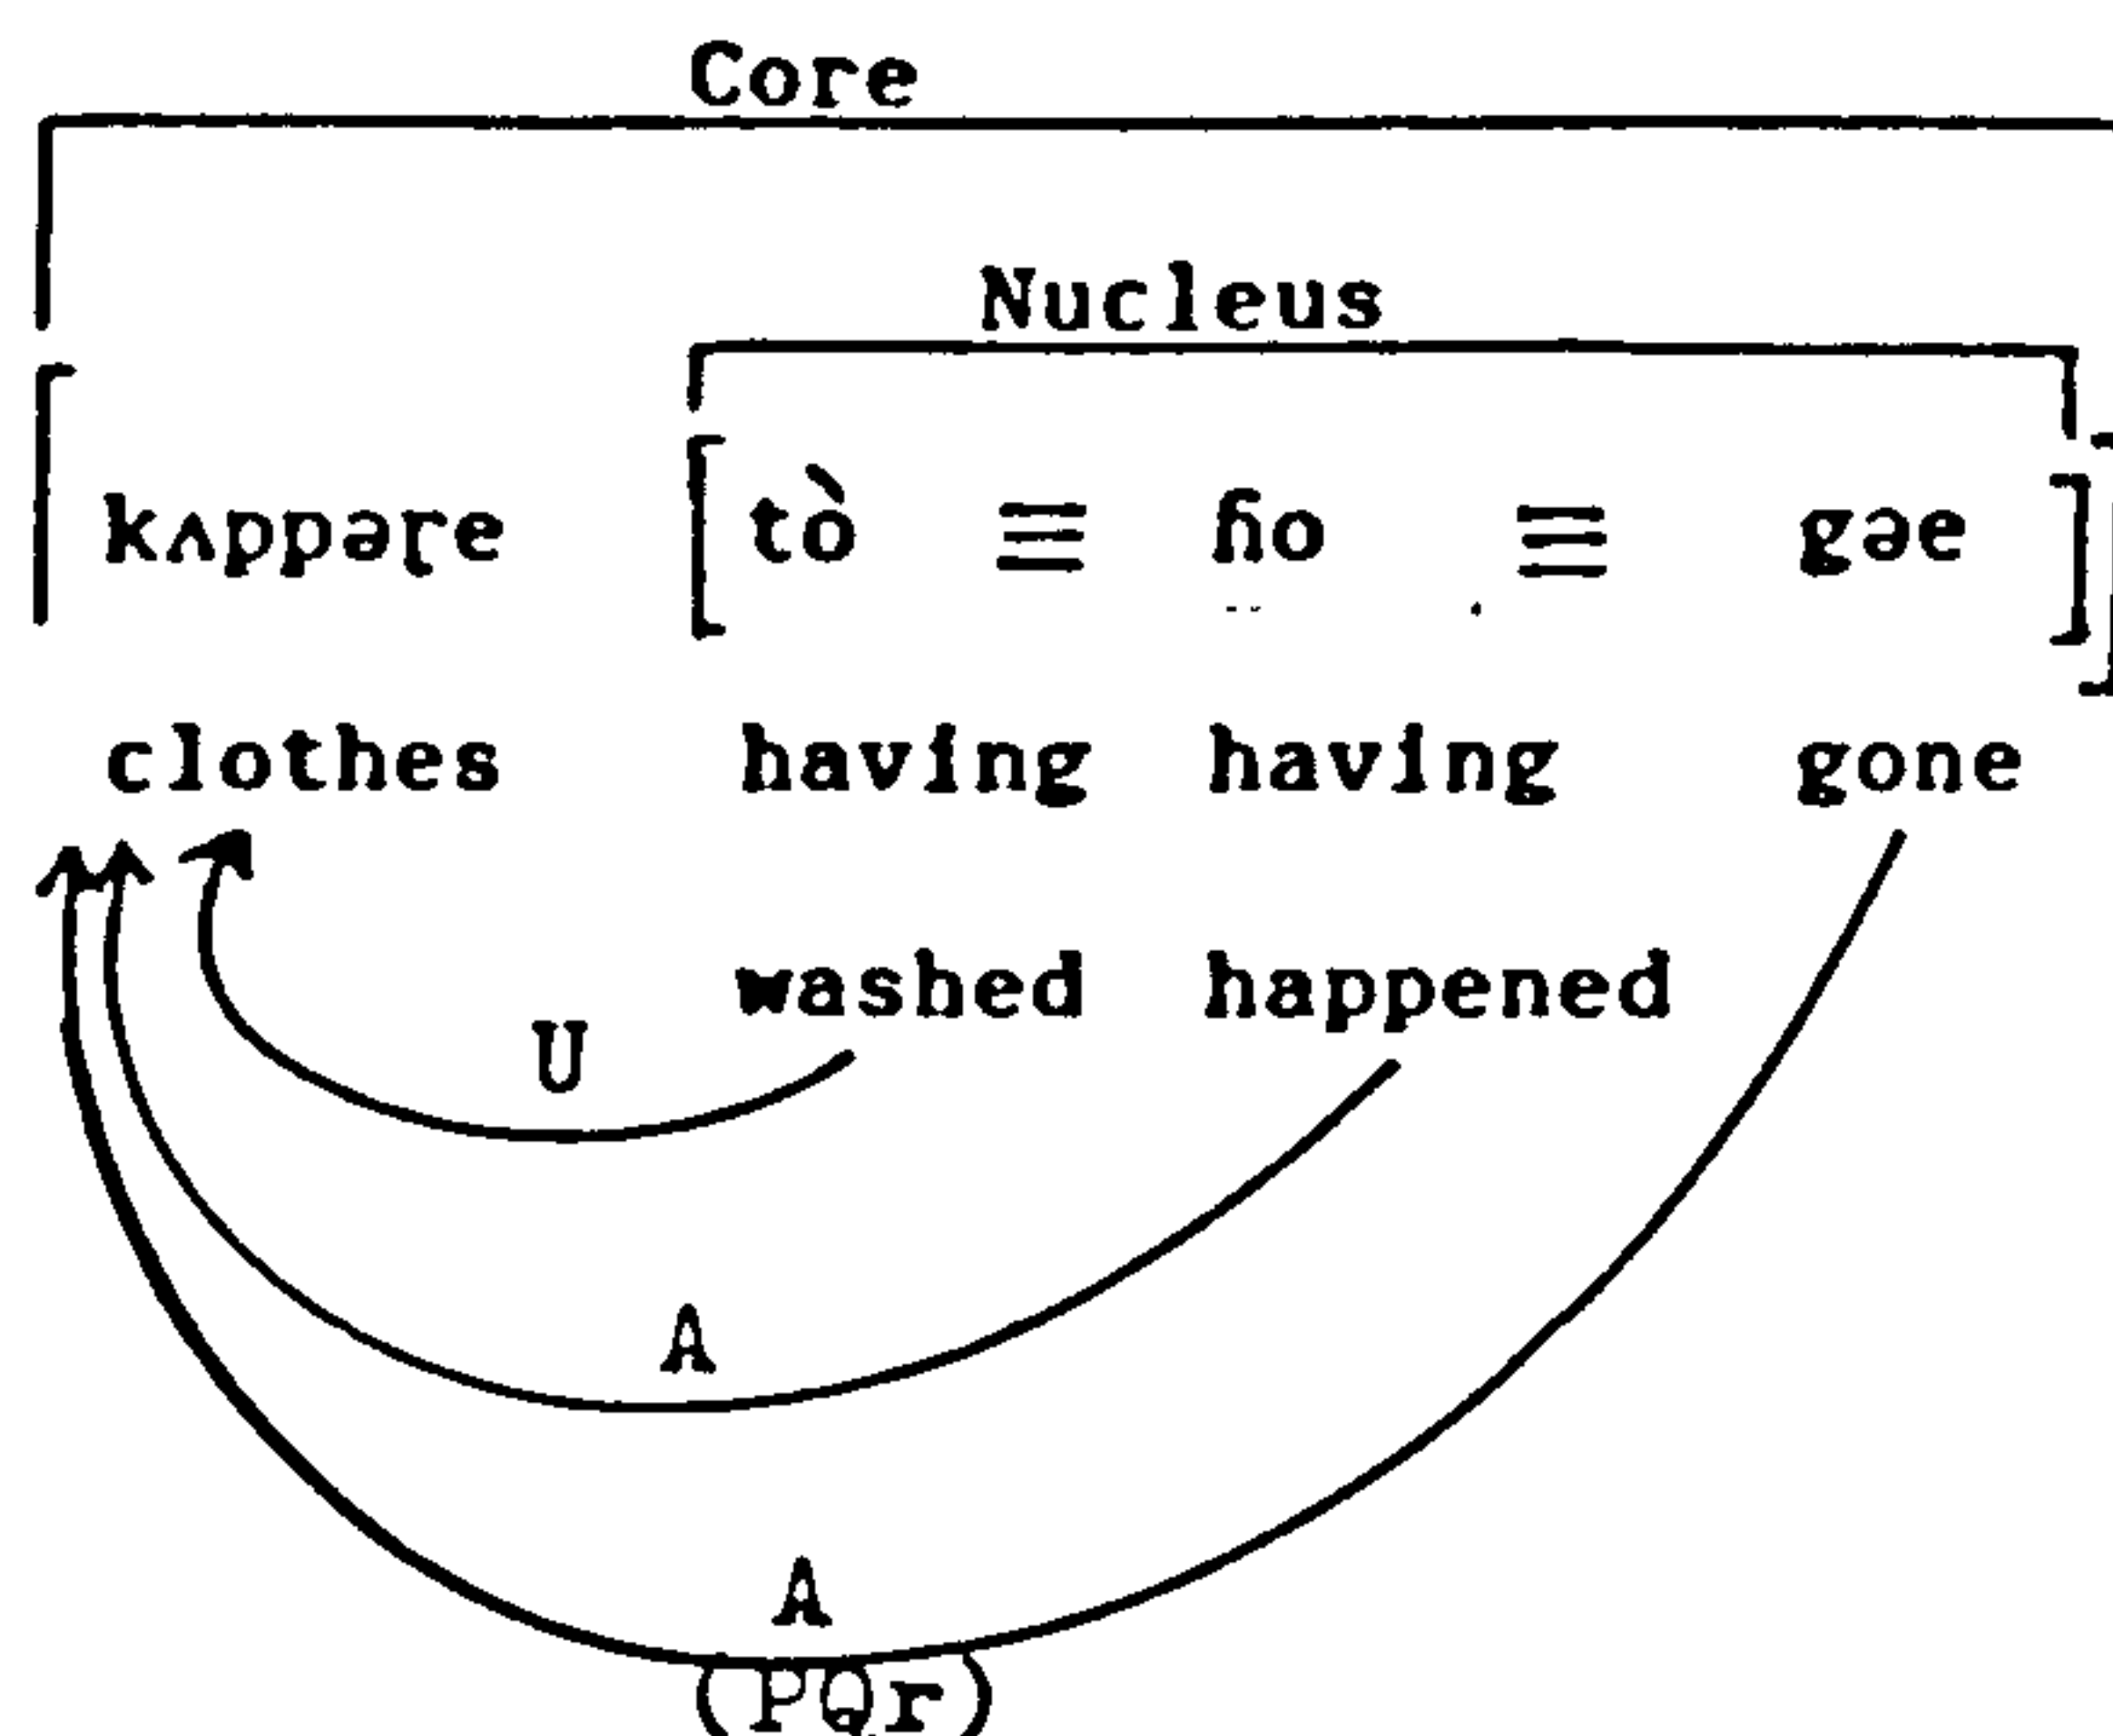 Core
Nucleus
[kʌppəɽe [tò ≡ ɦo ≡ gəe]]
clothes having having gone
washed happened
U
A
A
(PQr)